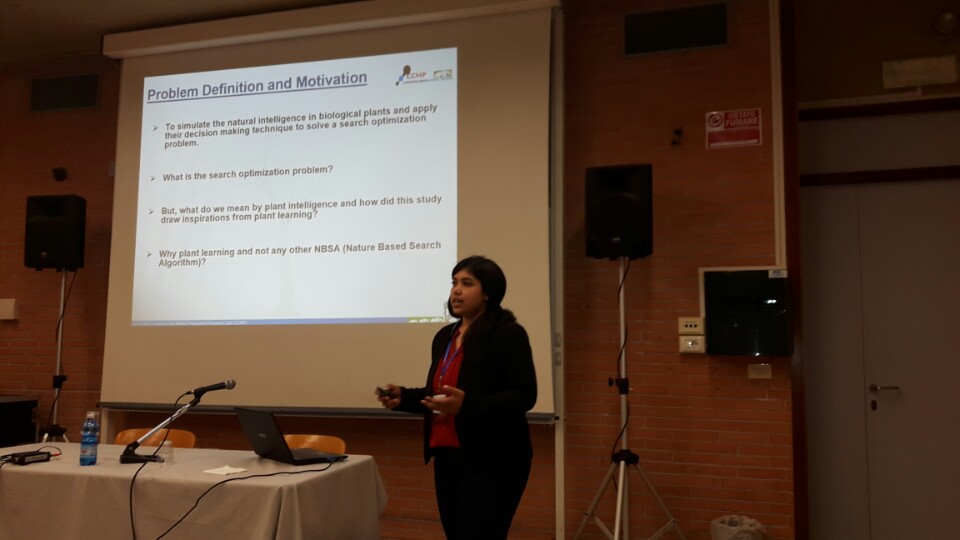 Problem Definition and Motivation
CCMP
To simulate the natural intelligence in biological plants and apply
their decision making technique to solve a search optimization
problem.
What is the search optimization problem?
But, what do we mean by plant intelligence and how did this study
draw inspirations from plant learning?
Why plant learning and not any other NBSA (Nature Based Search
Algorithm)?
VIETATO
FUMARE